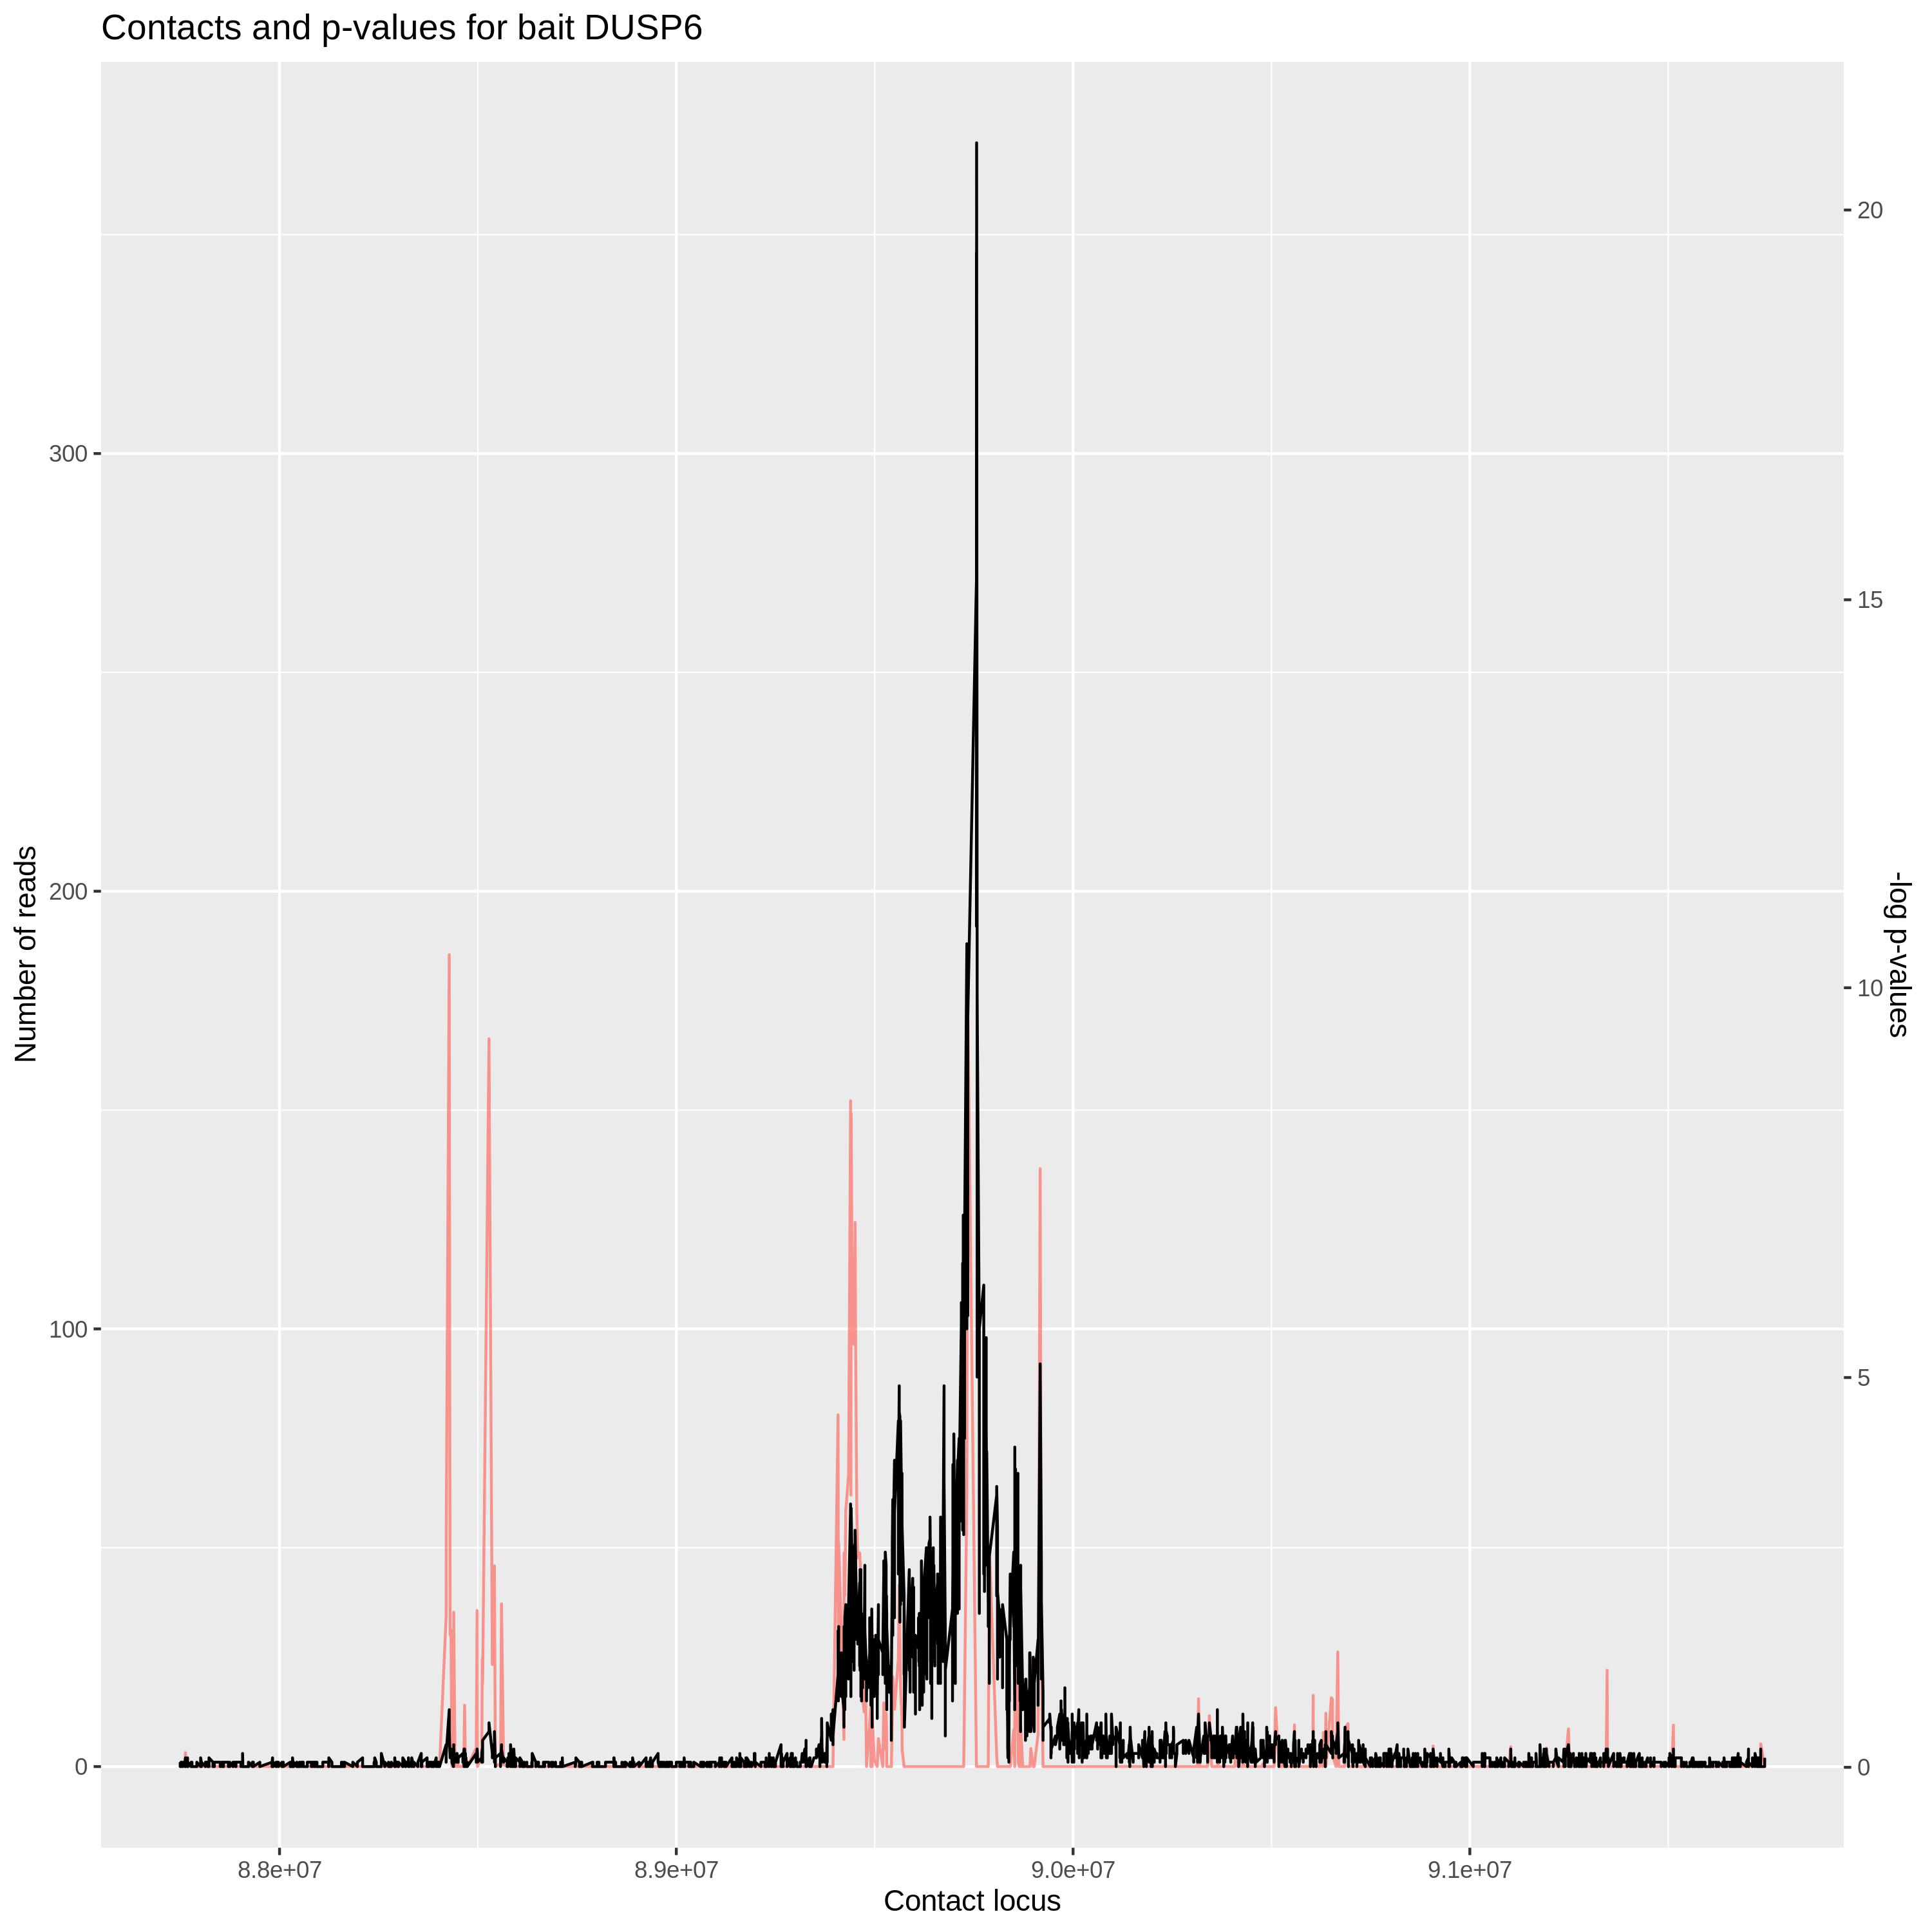 Contacts and p-values for bait DUSP6
Number of reads
300
200
100
0
20
15
10
5
0
-log p-values
8.8e+07
8.9e+07
9.0e+07
9.1e+07
Contact locus